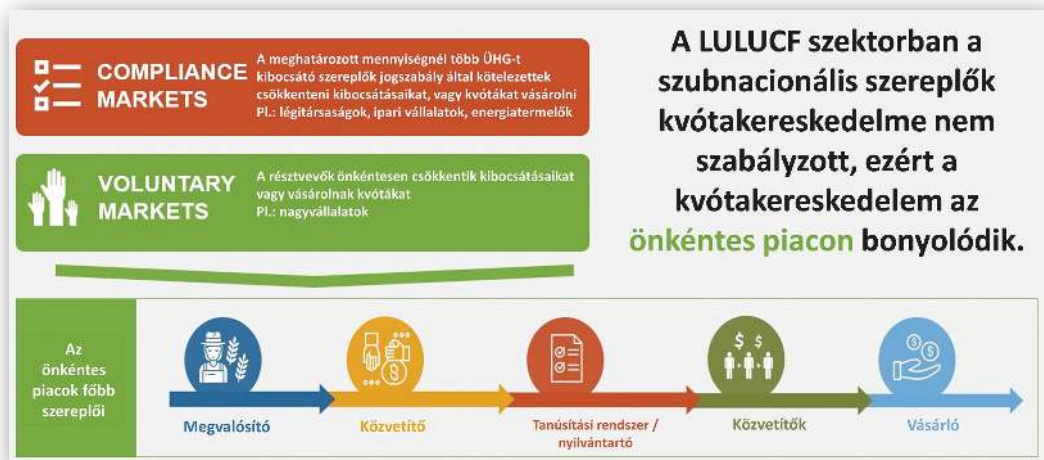 COMPLIANCE
MARKETS
A meghatározott mennyiségnél több ÜHG-t
kibocsátó szereplők jogszabály által kötelezettek
csökkenteni kibocsátásaikat, vagy kvótákat vásárolni
Pl.: légitársaságok, ipari vállalatok, energiatermelők
VOLUNTARY
MARKETS
A résztvevők önkéntesen csökkentik kibocsátásaikat
vagy vásárolnak kvótákat
Pl.: nagyvállalatok
A LULUCF szektorban a
szubnacionális szereplők
kvótakereskedelme nem
szabályzott, ezért a
kvótakereskedelem az
önkéntes piacon bonyolódik.
Az
önkéntes
piacok főbb
szereplői
Megvalósító
Közvetítő
Tanúsítási rendszer /
nyilvántartó
Közvetítők
Vásárló